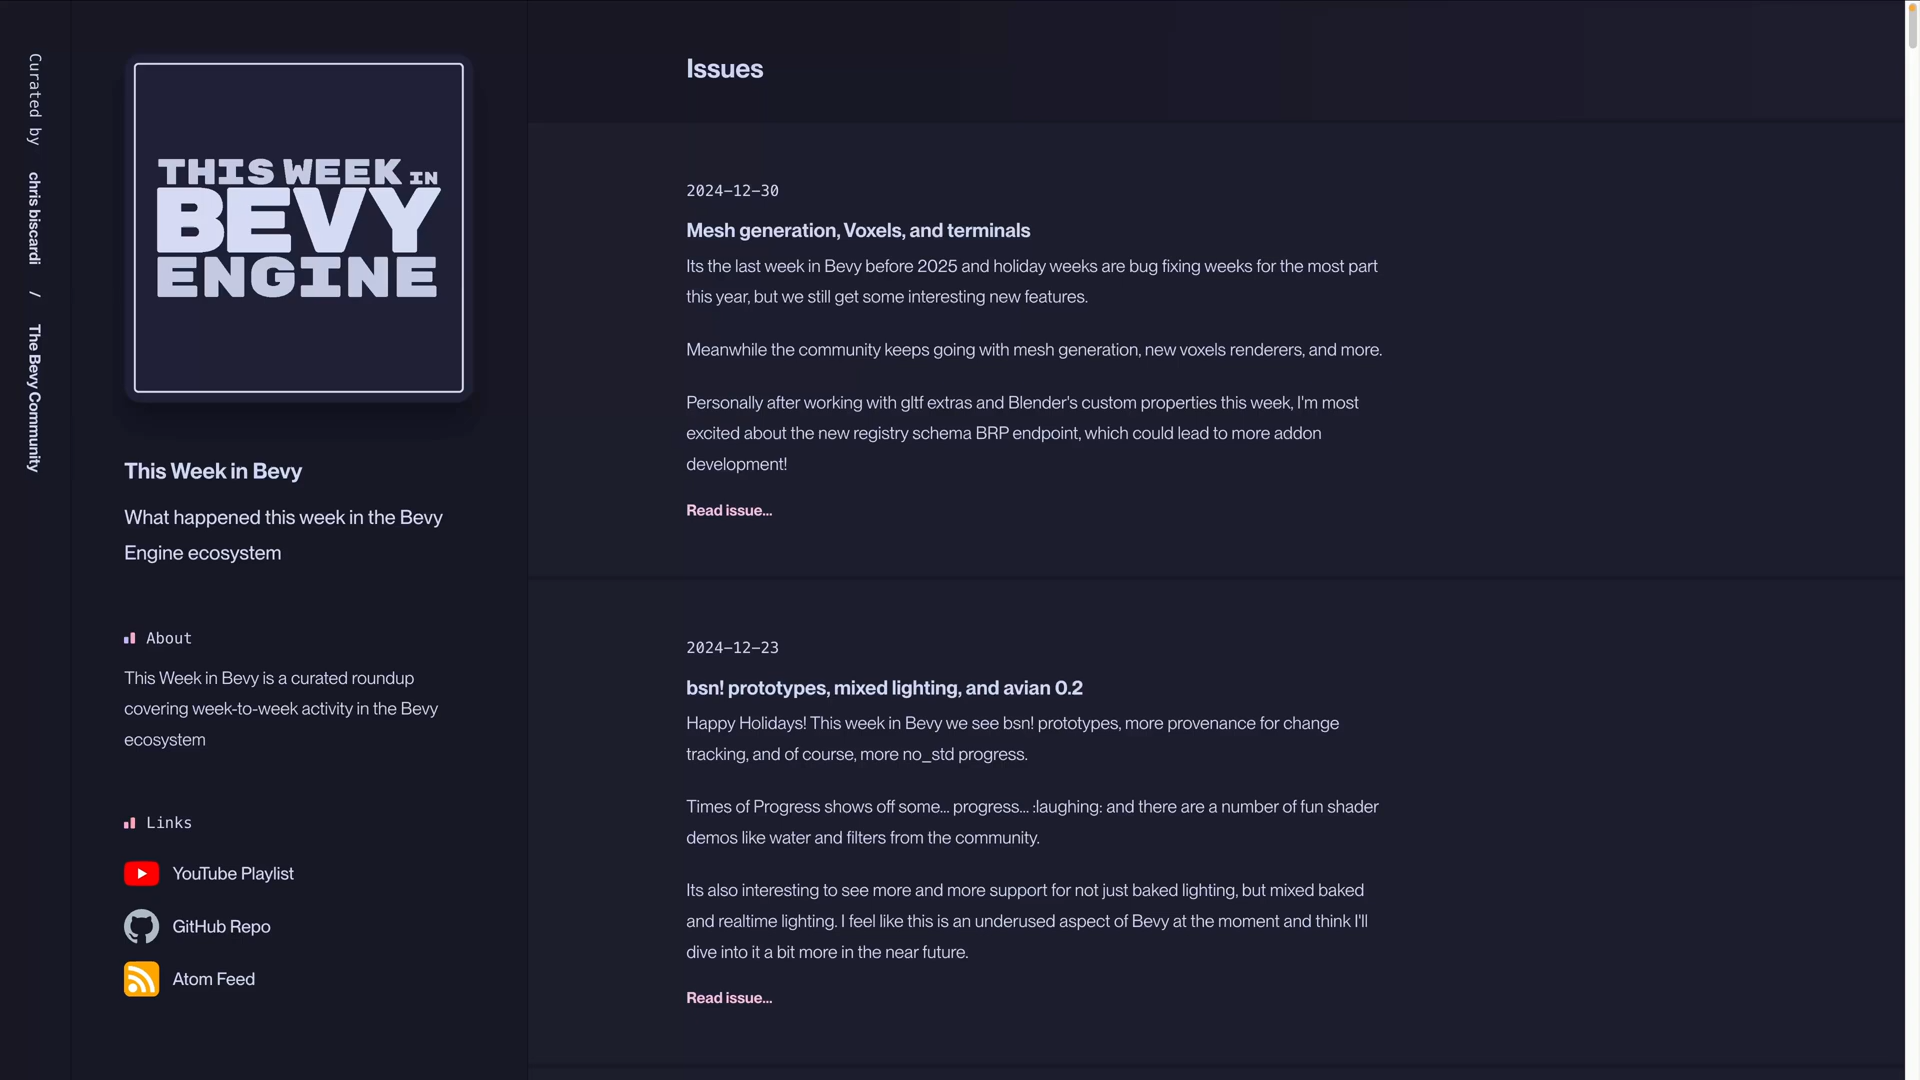 Curated by chris biscardi / The Bevy Community
THIS WEEK IN
BEVY
ENGINE
This Week in Bevy
What happened this week in the Bevy
Engine ecosystem
About
This Week in Bevy is a curated roundup
covering week-to-week activity in the Bevy
ecosystem
Links
YouTube Playlist
GitHub Repo
Atom Feed
Issues
2024-12-30
Mesh generation, Voxels, and terminals
Its the last week in Bevy before 2025 and holiday weeks are bug fixing weeks for the most part
this year, but we still get some interesting new features.
Meanwhile the community keeps going with mesh generation, new voxels renderers, and more.
Personally after working with gltf extras and Blender's custom properties this week, I'm most
excited about the new registry schema BRP endpoint, which could lead to more addon
development!
Read issue...
2024-12-23
bsn! prototypes, mixed lighting, and avian 0.2
Happy Holidays! This week in Bevy we see bsn! prototypes, more provenance for change
tracking, and of course, more no_std progress.
Times of Progress shows off some... progress... :laughing: and there are a number of fun shader
demos like water and filters from the community.
Its also interesting to see more and more support for not just baked lighting, but mixed baked
and realtime lighting. I feel like this is an underused aspect of Bevy at the moment and think I'll
dive into it a bit more in the near future.
Read issue...